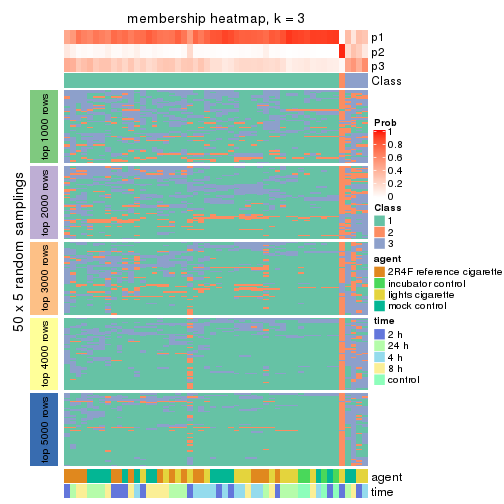 membership heatmap, k = 3
p1
p2
p3
Class
50 x 5 random samplings
top 1000 rows
top 2000 rows
top 3000 rows
top 4000 rows
top 5000 rows
agent
time
Prob
1
0.8
0.6
0.4
0.2
0
Class
1
2
3
agent
2R4F reference cigarette
incubator control
lights cigarette
mock control
time
2 h
24 h
4 h
8 h
control